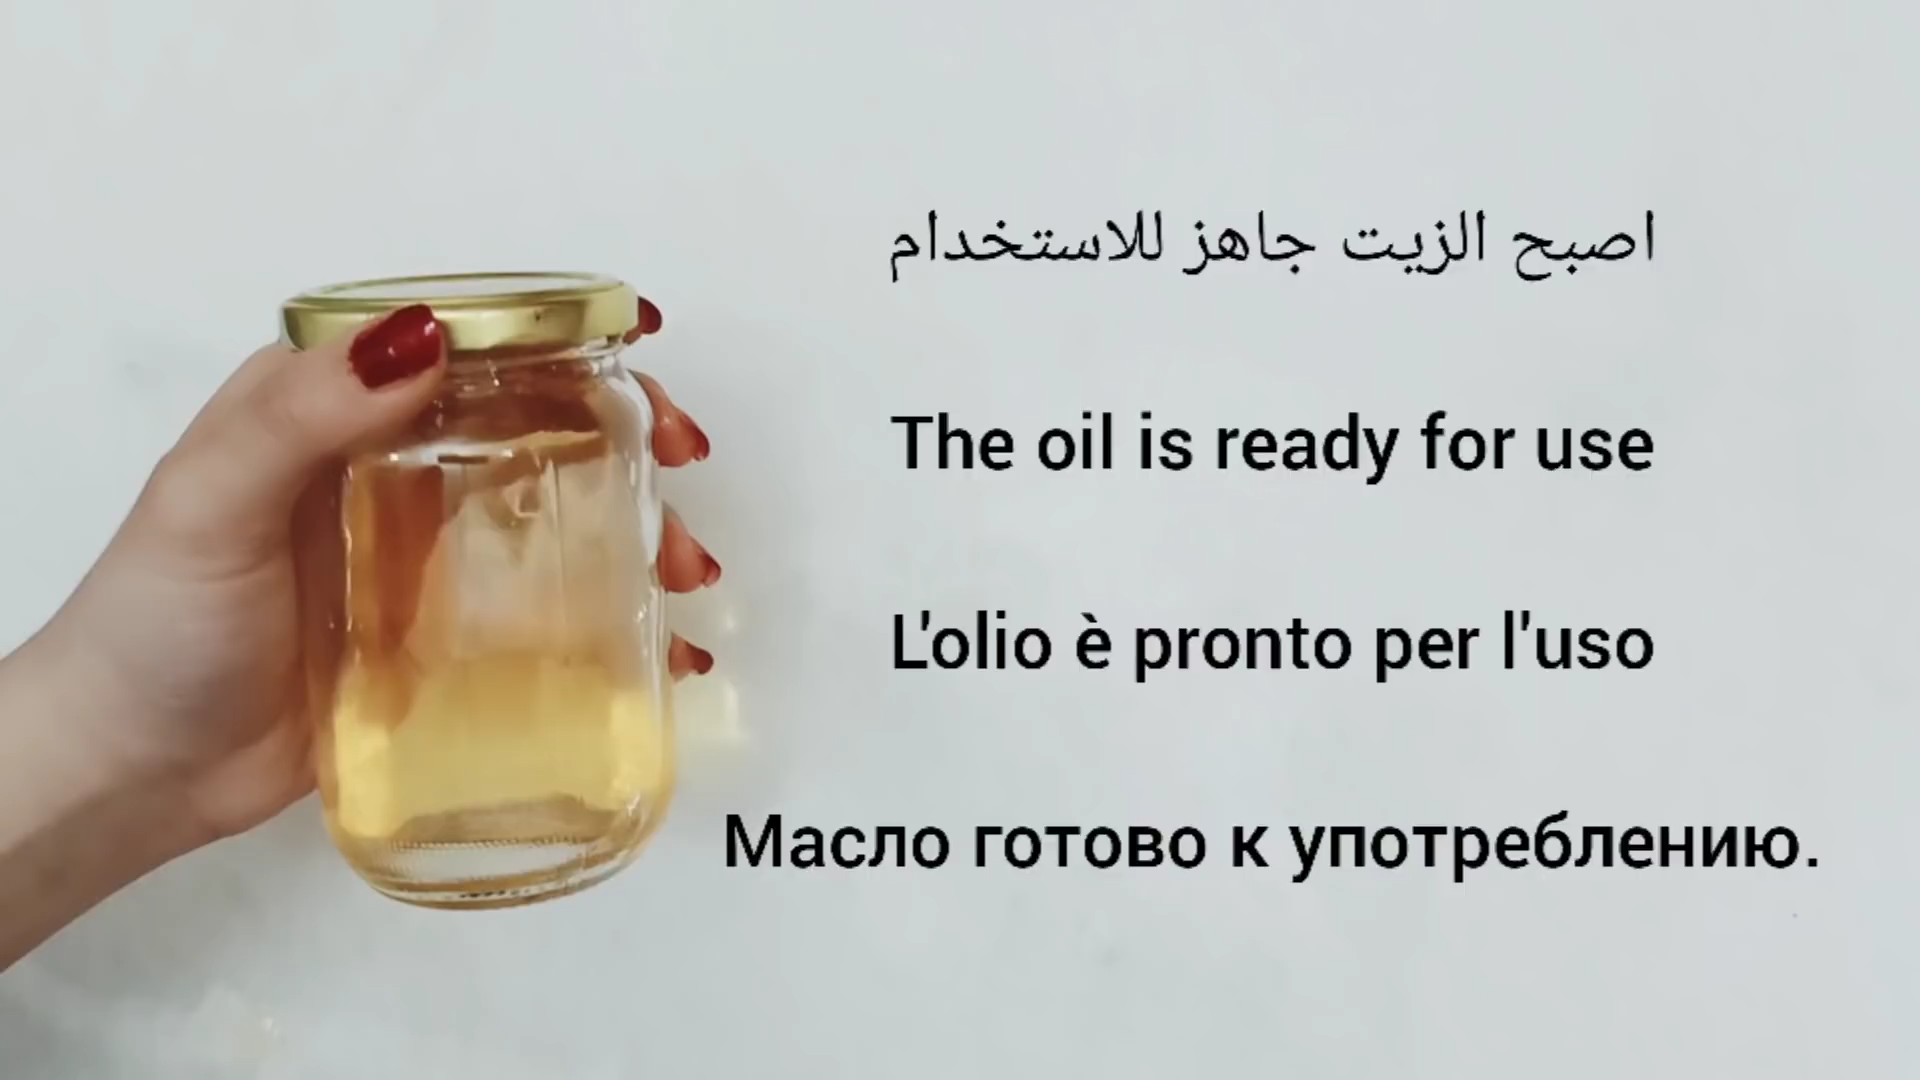 اصبح الزيت جاهز للاستخدام
The oil is ready for use
L'olio è pronto per l'uso
Масло готово к употреблению.